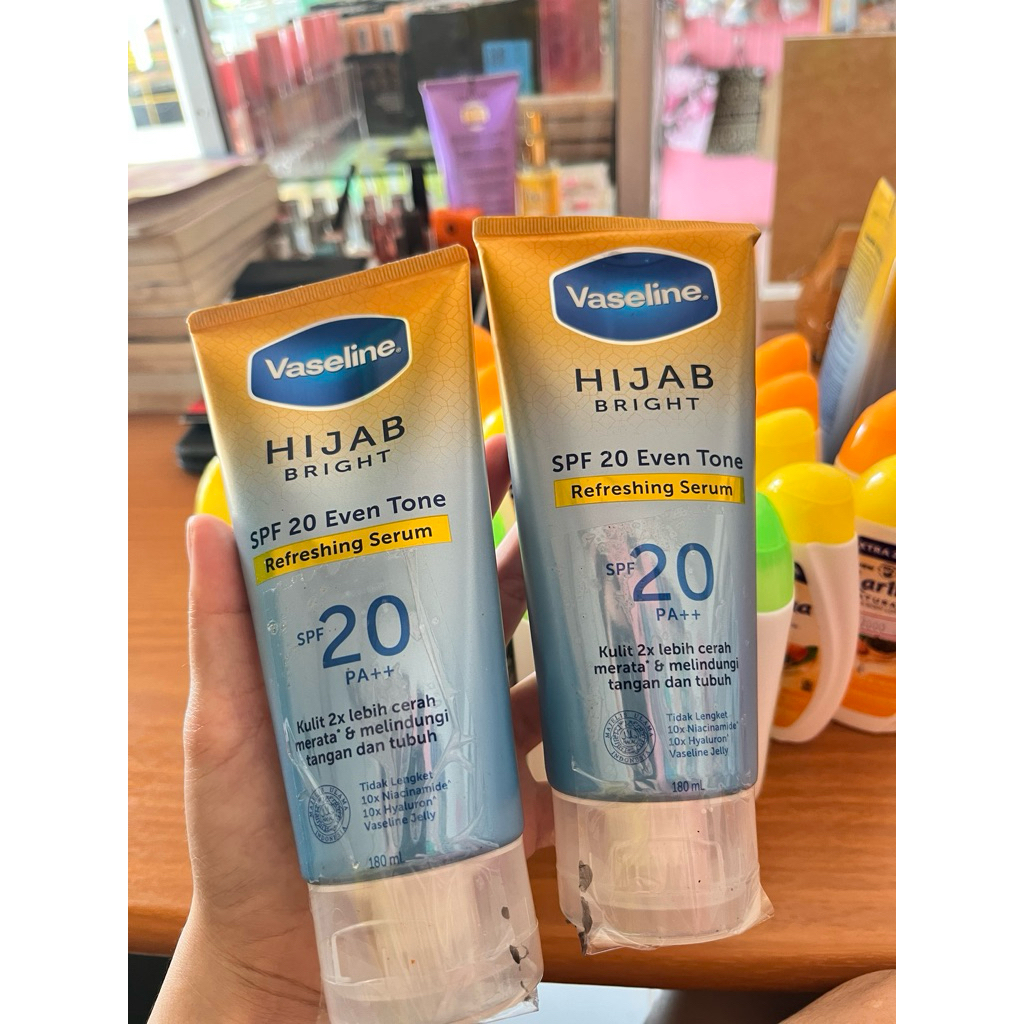 Vaseline.
HIJAB
BRIGHT
SPF 20 Even Tone
Refreshing Serum
SPF 20
PA++
Kulit 2x lebih cerah
merata* & melindungi
tangan dan tubuh
Tidak Lengket
10x Niacinamide^
10x Hyaluron^
Vaseline Jelly
180 mL
Vaseline.
HIJAB
BRIGHT
SPF 20 Even Tone
Refreshing Serum
SPF 20
PA++
Kulit 2x lebih cerah
merata* & melindungi
tangan dan tubuh
MAJELIS ULAMA
INDONESIA
Tidak Lengket
10x Niacinamide^
10x Hyaluron^
Vaseline Jelly
180 mL